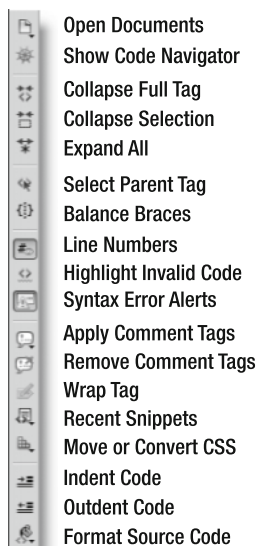 Open Documents
Show Code Navigator
Collapse Full Tag
Collapse Selection
Expand All
Select Parent Tag
Balance Braces
Line Numbers
Highlight Invalid Code
Syntax Error Alerts
Apply Comment Tags
Remove Comment Tags
Wrap Tag
Recent Snippets
Move or Convert CSS
Indent Code
Outdent Code
Format Source Code